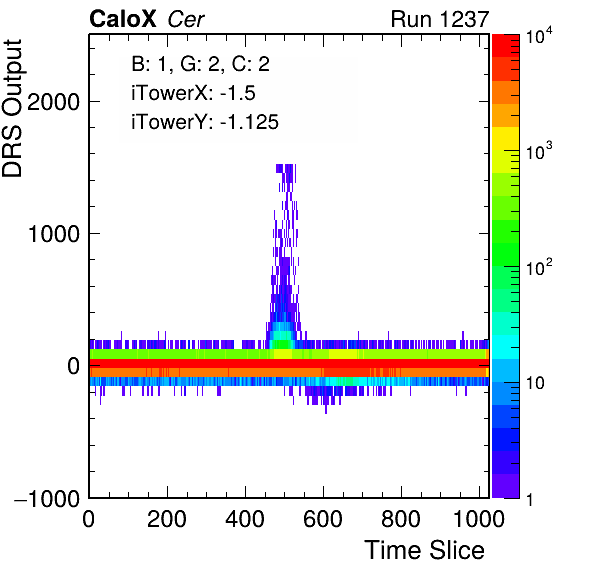 CaloX Cer Run 1237
DRS Output
B: 1, G: 2, C: 2
iTowerX: -1.5
iTowerY: -1.125
2000
1000
0
−1000
0 200 400 600 800 1000
Time Slice
10^4
10^3
10^2
10
1